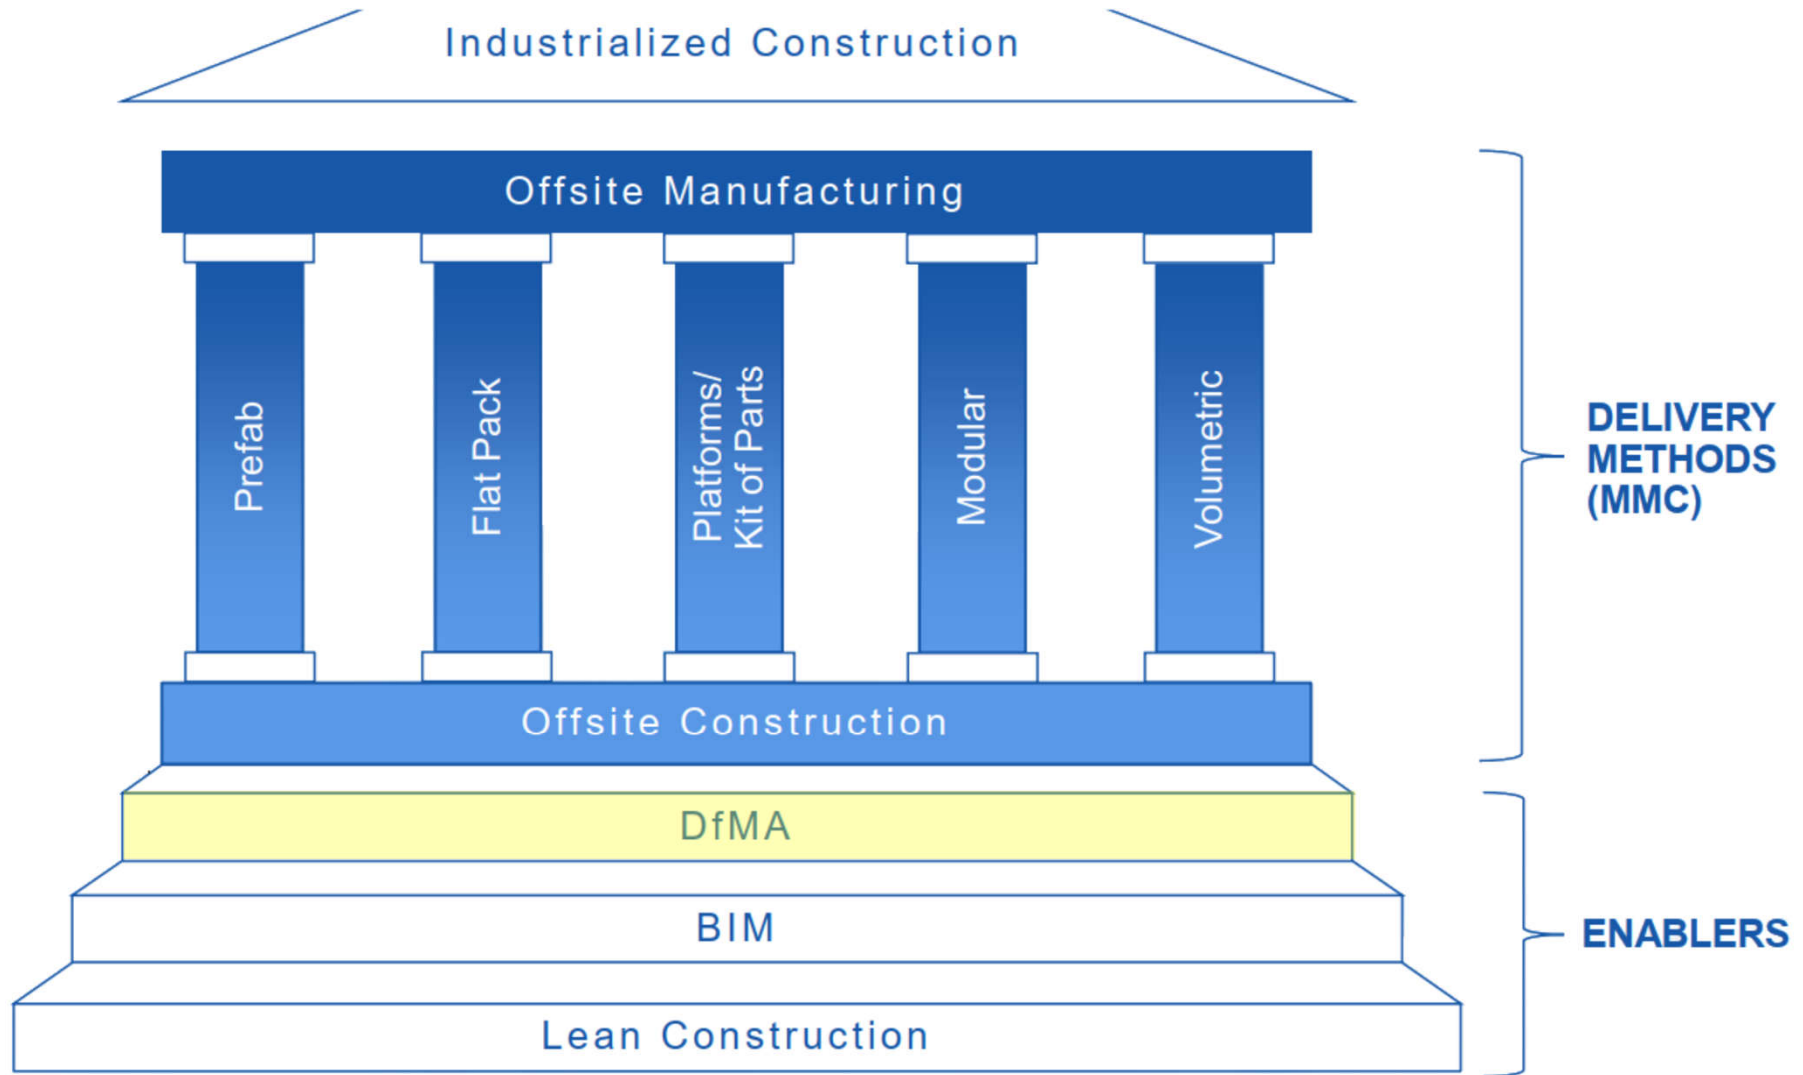 Industrialized Construction
Offsite Manufacturing
Prefab
Flat Pack
Platforms/
Kit of Parts
Modular
Volumetric
Offsite Construction
DfMA
BIM
Lean Construction
DELIVERY
METHODS
(MMC)
ENABLERS